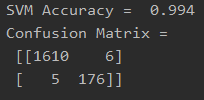 SVM Accuracy =  0.994
Confusion Matrix =
[[1610    6]
[   5  176]]